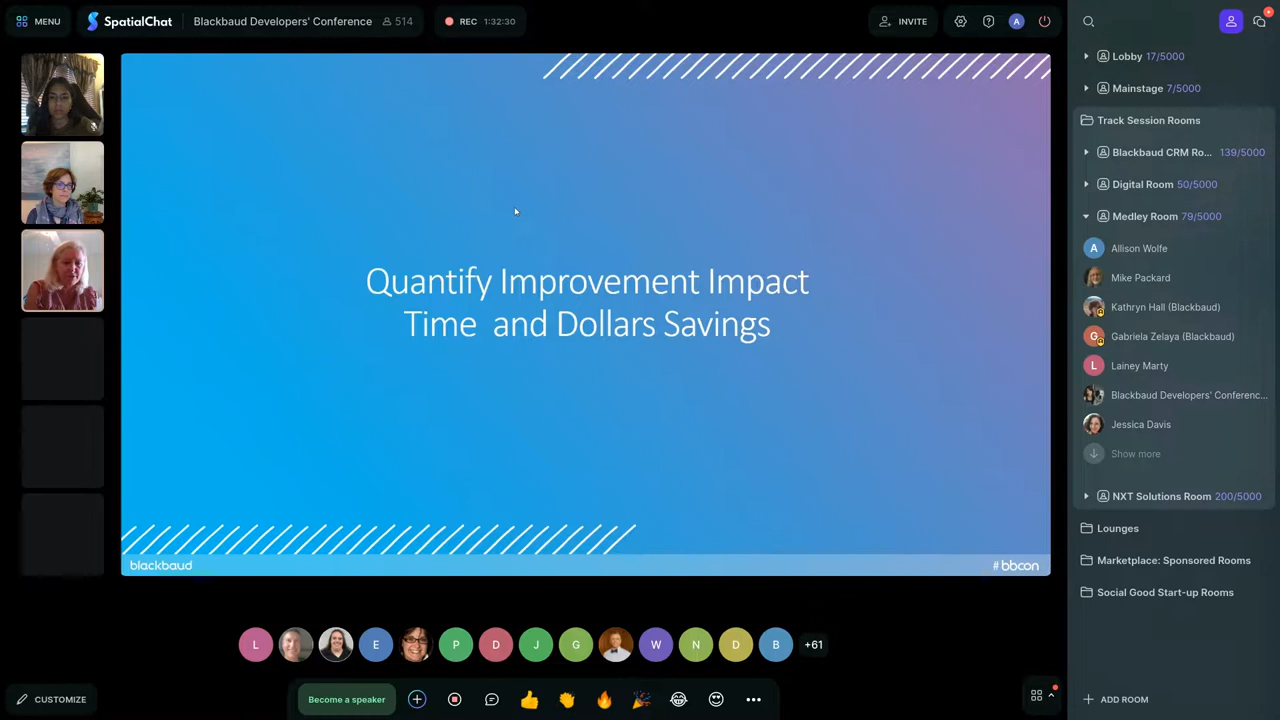 MENU
SpatialChat
Blackbaud Developers' Conference
514
REC 1:32:30
INVITE
A
Quantify Improvement Impact
Time and Dollars Savings
blackbaud
#bbcon
L
E
P
D
J
G
W
N
D
B
+61
CUSTOMIZE
Become a speaker
Lobby 17/5000
Mainstage 7/5000
Track Session Rooms
Blackbaud CRM Ro... 139/5000
Digital Room 50/5000
Medley Room 79/5000
A Allison Wolfe
Mike Packard
Kathryn Hall (Blackbaud)
G Gabriela Zelaya (Blackbaud)
L Lainey Marty
Blackbaud Developers' Conferenc...
Jessica Davis
Show more
NXT Solutions Room 200/5000
Lounges
Marketplace: Sponsored Rooms
Social Good Start-up Rooms
ADD ROOM